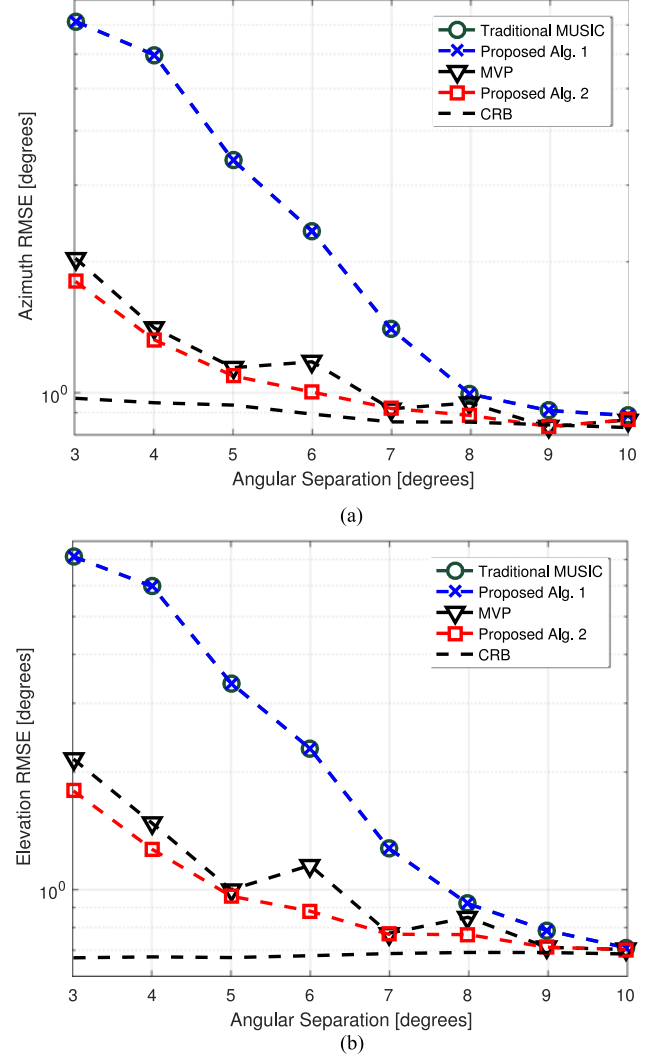 Traditional MUSIC
Proposed Alg. 1
MVP
Proposed Alg. 2
CRB
Azimuth RMSE [degrees]
10⁰
3 4 5 6 7 8 9 10
Angular Separation [degrees]
(a)
Traditional MUSIC
Proposed Alg. 1
MVP
Proposed Alg. 2
CRB
Elevation RMSE [degrees]
10⁰
3 4 5 6 7 8 9 10
Angular Separation [degrees]
(b)